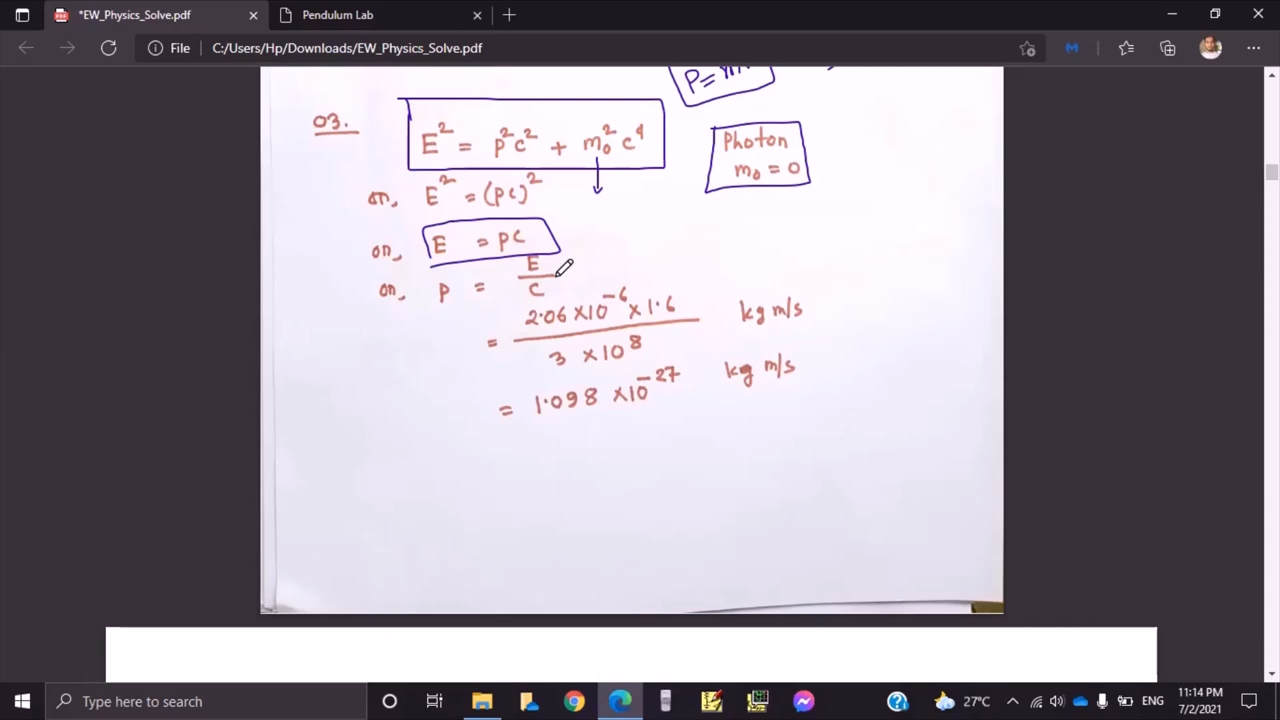 *EW_Physics_Solve.pdf
Pendulum Lab
File C:/Users/Hp/Downloads/EW_Physics_Solve.pdf
03. E² = p²c² + m₀²c⁴
Photon
m₀ = 0
or, E² = (pc)²
or, E = pc
or, p = E/c
= 2.06 × 10⁻⁶ × 1.6 / 3 × 10⁸ kg m/s
= 1.098 × 10⁻²⁷ kg m/s
Type here to search
27°C
ENG
11:14 PM
7/2/2021